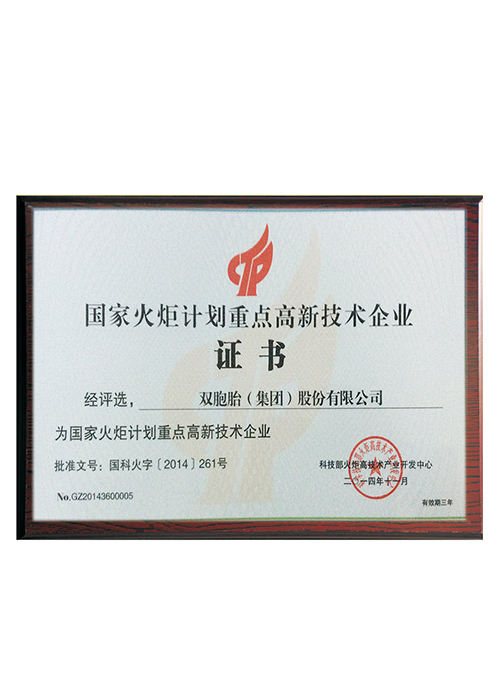 CTP
国家火炬计划重点高新技术企业
证书
经评选， 双胞胎（集团）股份有限公司
为国家火炬计划重点高新技术企业
批准文号：国科火字〔2014〕261号
科技部火炬高技术产业开发中心
二〇一四年十一月
No.GZ20143600005
有效期三年